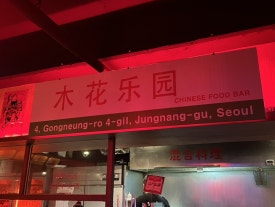 木花乐园
CHINESE FOOD BAR
4, Gongneung-ro 4-gil, Jungnang-gu, Seoul